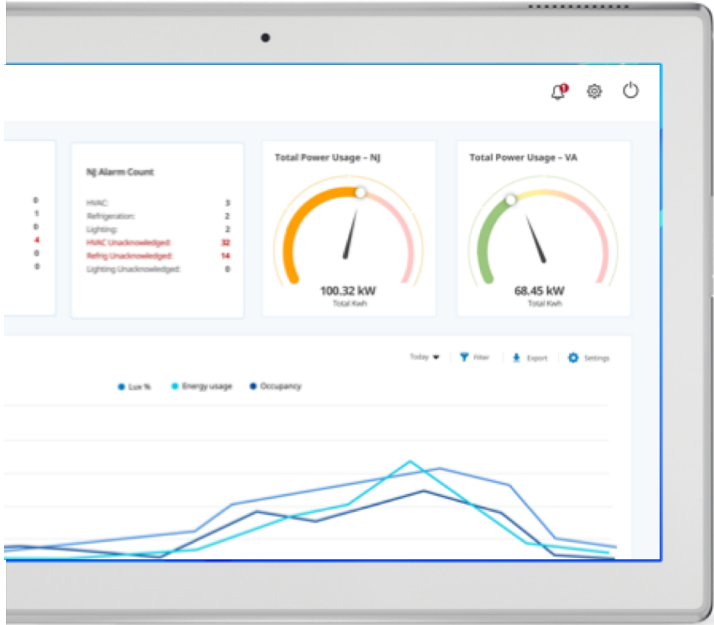 1
0
1
0
4
0
0
NJ Alarm Count
HVAC: 3
Refrigeration: 2
Lighting: 2
HVAC Unacknowledged: 32
Refrig Unacknowledged: 14
Lighting Unacknowledged: 0
Total Power Usage – NJ
100.32 kW
Total Kwh
Total Power Usage – VA
68.45 kW
Total Kwh
Today Filter Export Settings
Lux % Energy usage Occupancy